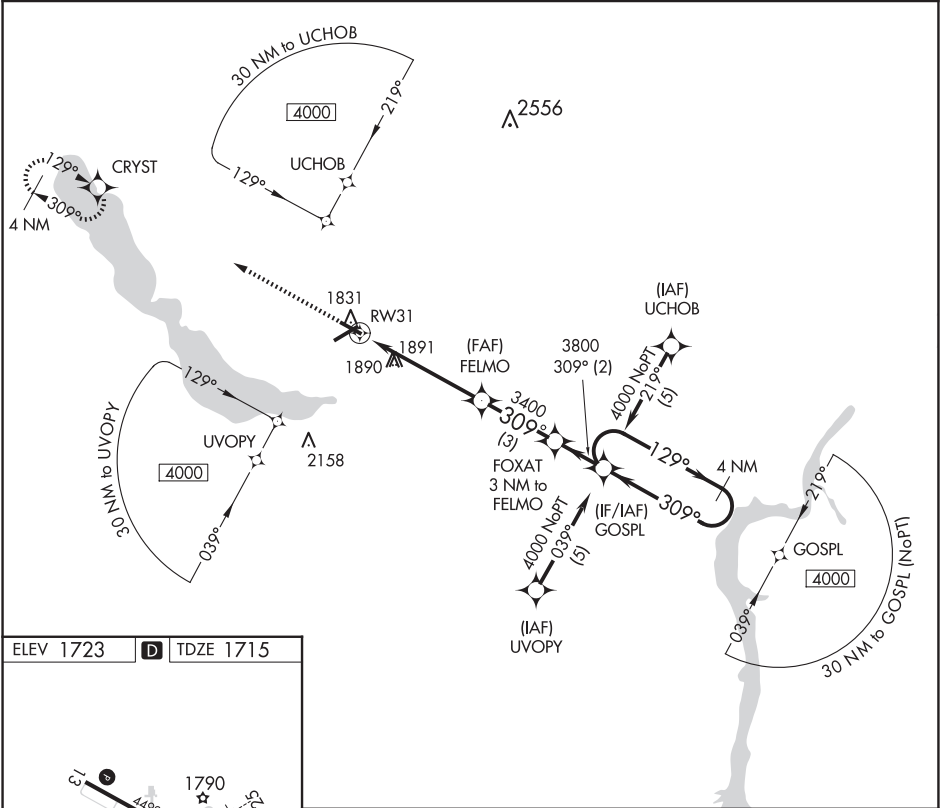 30 NM to UCHOB
4000
219°
UCHOB
129°
2556
129°
CRYST
309°
4 NM
1831
RW31
1890
1891
(FAF)
FELMO
3400
309°
(3)
3800
309° (2)
(IAF)
UCHOB
4000 NoPT
219°
(5)
129°
4 NM
309°
FOXAT
3 NM to
FELMO
(IF/IAF)
GOSPL
4000 NoPT
039°
(5)
(IAF)
UVOPY
129°
UVOPY
4000
039°
30 NM to UVOPY
2158
219°
GOSPL
4000
039°
30 NM to GOSPL (NoPT)
ELEV 1723
D
TDZE 1715
13
P
1790
25